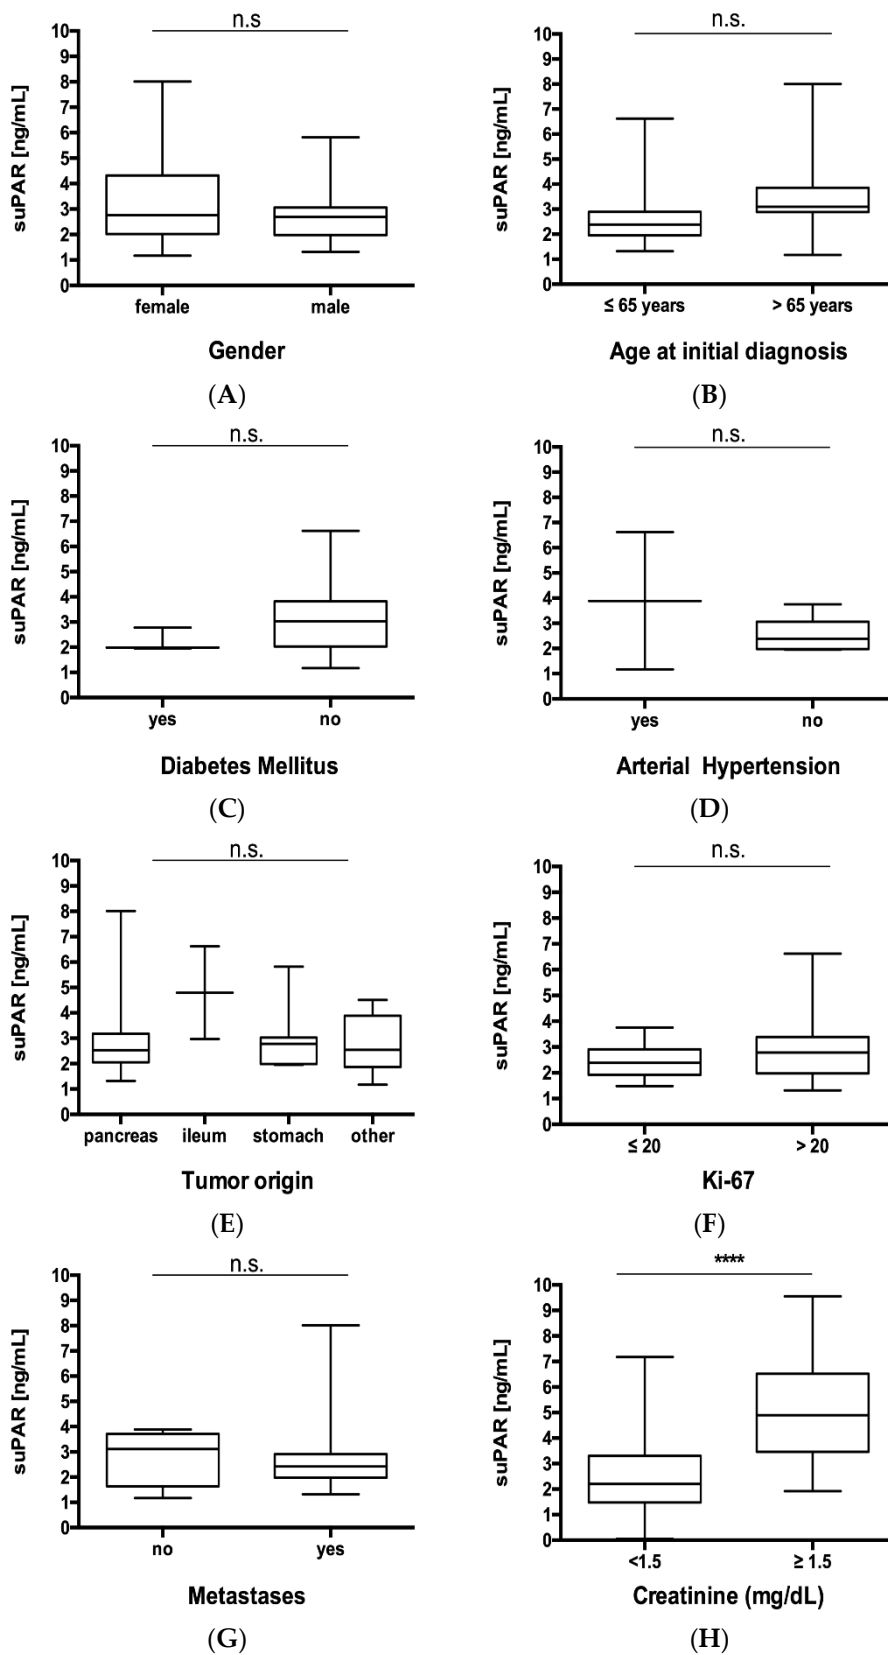 n.s
10
9
8
7
6
5
4
3
2
1
0
suPAR [ng/mL]
female male
Gender
(A)
n.s.
10
9
8
7
6
5
4
3
2
1
0
suPAR [ng/mL]
≤ 65 years > 65 years
Age at initial diagnosis
(B)
n.s.
10
9
8
7
6
5
4
3
2
1
0
suPAR [ng/mL]
yes no
Diabetes Mellitus
(C)
n.s.
10
9
8
7
6
5
4
3
2
1
0
suPAR [ng/mL]
yes no
Arterial Hypertension
(D)
n.s.
10
9
8
7
6
5
4
3
2
1
0
suPAR [ng/mL]
pancreas ileum stomach other
Tumor origin
(E)
n.s.
10
9
8
7
6
5
4
3
2
1
0
suPAR [ng/mL]
≤ 20 > 20
Ki-67
(F)
n.s.
10
9
8
7
6
5
4
3
2
1
0
suPAR [ng/mL]
no yes
Metastases
(G)
****
10
9
8
7
6
5
4
3
2
1
0
suPAR [ng/mL]
<1.5 ≥ 1.5
Creatinine (mg/dL)
(H)